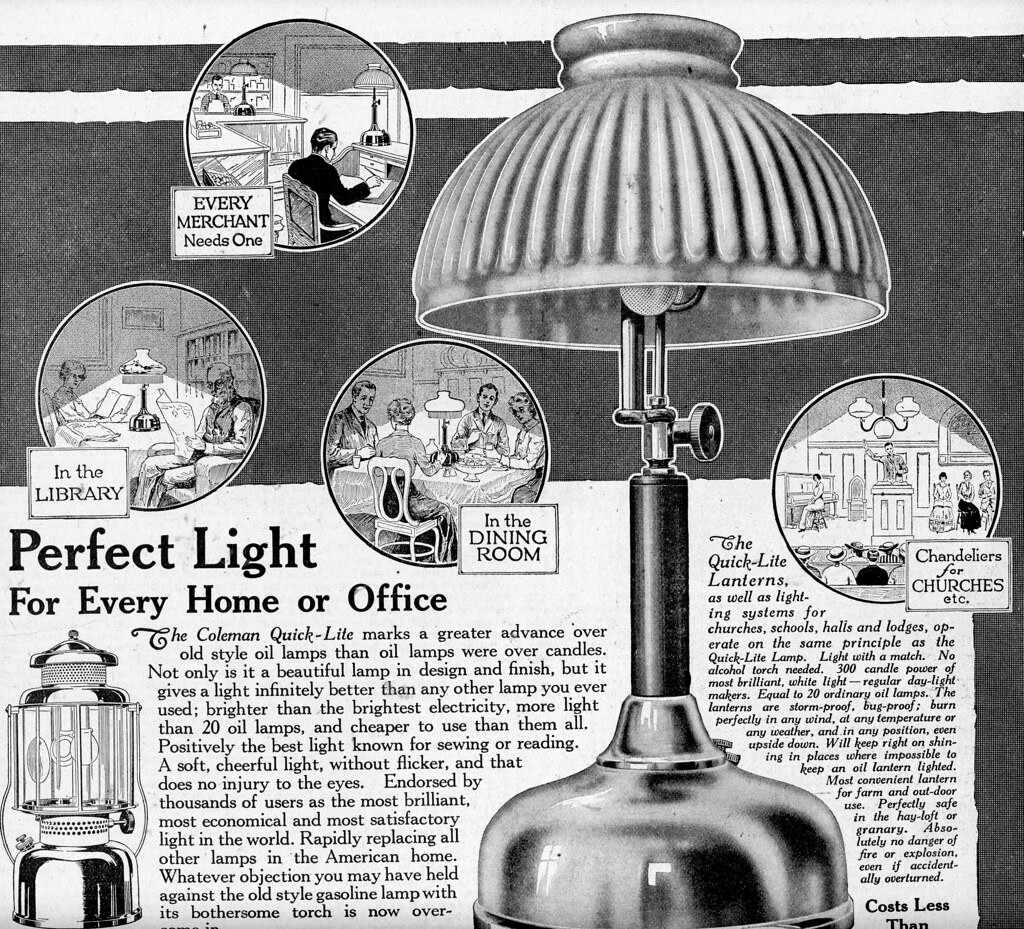 EVERY
MERCHANT
Needs One
In the
LIBRARY
In the
DINING
ROOM
Chandeliers
for
CHURCHES
etc.
Perfect Light
For Every Home or Office
The Coleman Quick-Lite marks a greater advance over
old style oil lamps than oil lamps were over candles.
Not only is it a beautiful lamp in design and finish, but it
gives a light infinitely better than any other lamp you ever
used; brighter than the brightest electricity, more light
than 20 oil lamps, and cheaper to use than them all.
Positively the best light known for sewing or reading.
A soft, cheerful light, without flicker, and that
does no injury to the eyes. Endorsed by
thousands of users as the most brilliant,
most economical and most satisfactory
light in the world. Rapidly replacing all
other lamps in the American home.
Whatever objection you may have held
against the old style gasoline lamp with
its bothersome torch is now over-
come in
The
Quick-Lite
Lanterns,
as well as light-
ing systems for
churches, schools, halls and lodges, op-
erate on the same principle as the
Quick-Lite Lamp. Light with a match. No
alcohol torch needed. 300 candle power of
most brilliant, white light—regular day-light
makers. Equal to 20 ordinary oil lamps. The
lanterns are storm-proof, bug-proof; burn
perfectly in any wind, at any temperature or
any weather, and in any position, even
upside down. Will keep right on shin-
ing in places where impossible to
keep an oil lantern lighted.
Most convenient lantern
for farm and out-door
use. Perfectly safe
in the hay-loft or
granary. Abso-
lutely no danger of
fire or explosion,
even if accident-
ally overturned.
Costs Less
Than